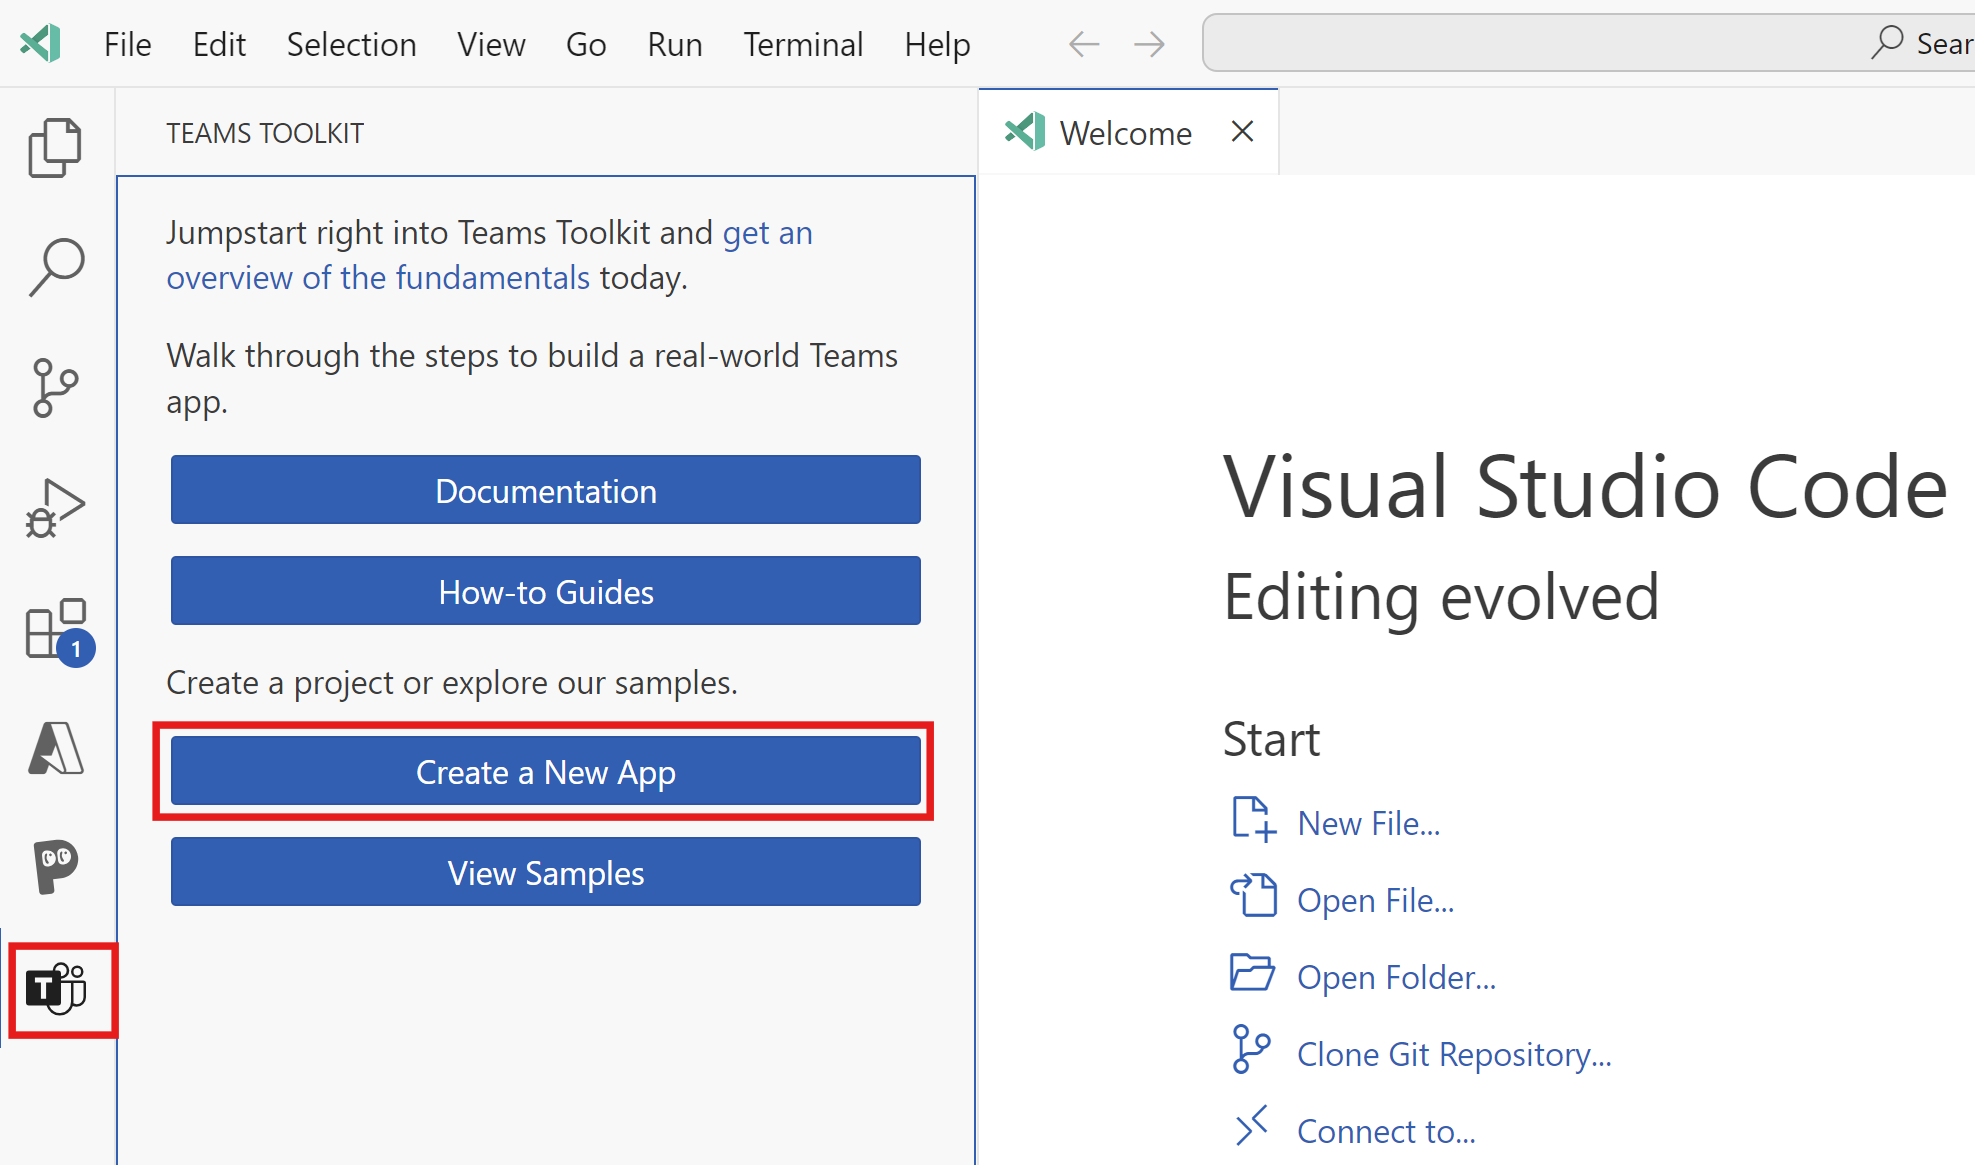 File Edit Selection View Go Run Terminal Help
TEAMS TOOLKIT
Welcome
Jumpstart right into Teams Toolkit and get an
overview of the fundamentals today.
Walk through the steps to build a real-world Teams
app.
Documentation
How-to Guides
1
Create a project or explore our samples.
Create a New App
View Samples
T
Visual Studio Code
Editing evolved
Start
New File...
Open File...
Open Folder...
Clone Git Repository...
Connect to...